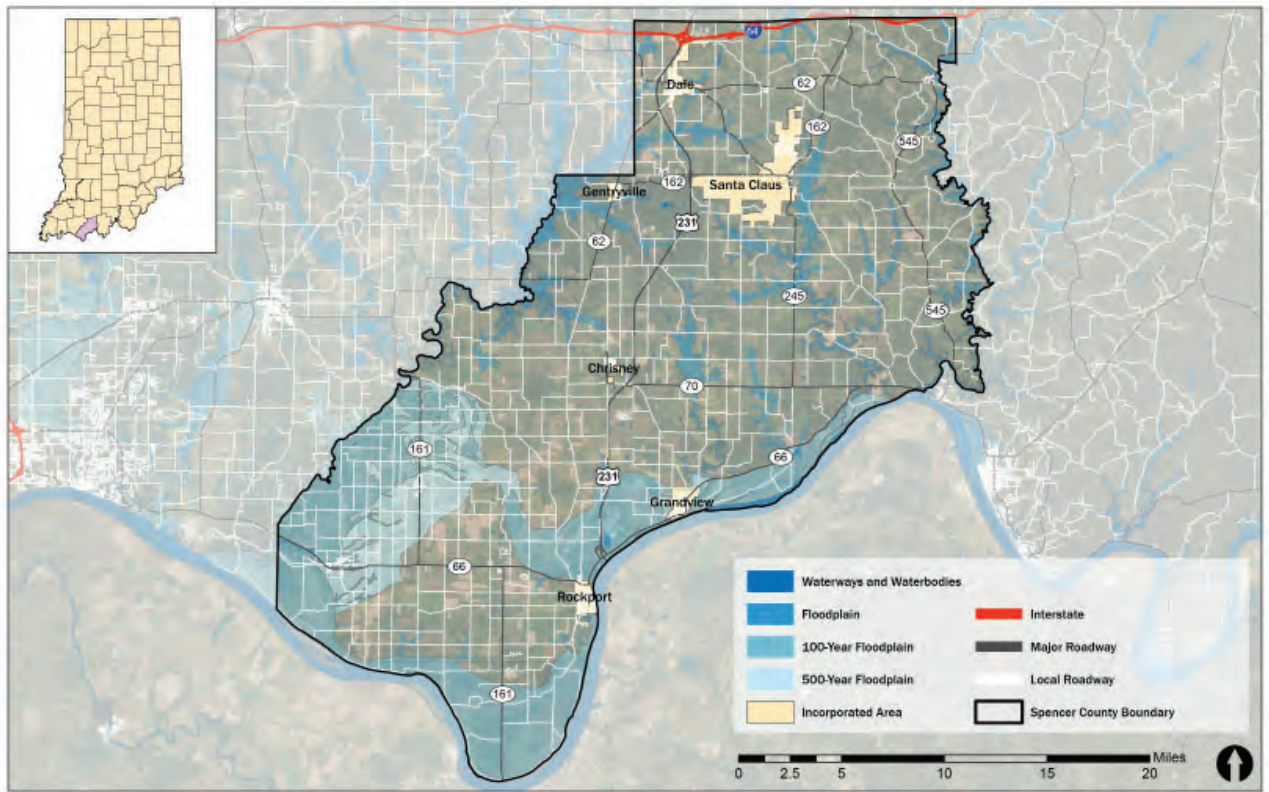 64
Dale
62
162
545
Gentryville
162
Santa Claus
231
62
245
545
Chrisney
70
161
66
231
Grandview
66
Rockport
161
Waterways and Waterbodies
Floodplain
Interstate
100-Year Floodplain
Major Roadway
500-Year Floodplain
Local Roadway
Incorporated Area
Spencer County Boundary
Miles
0 2.5 5 10 15 20